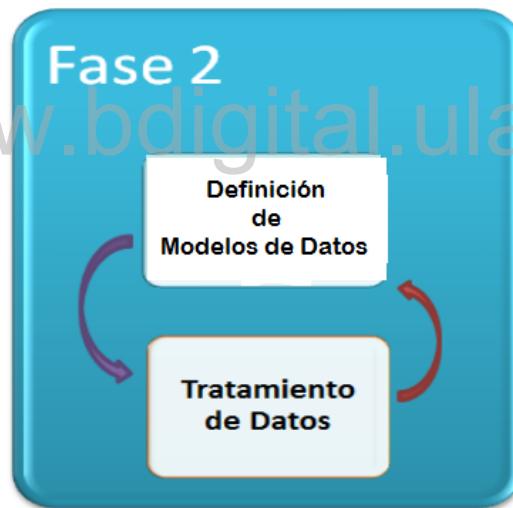 Fase 2
w.bdigital.ula
Definición
de
Modelos de Datos
Tratamiento
de Datos